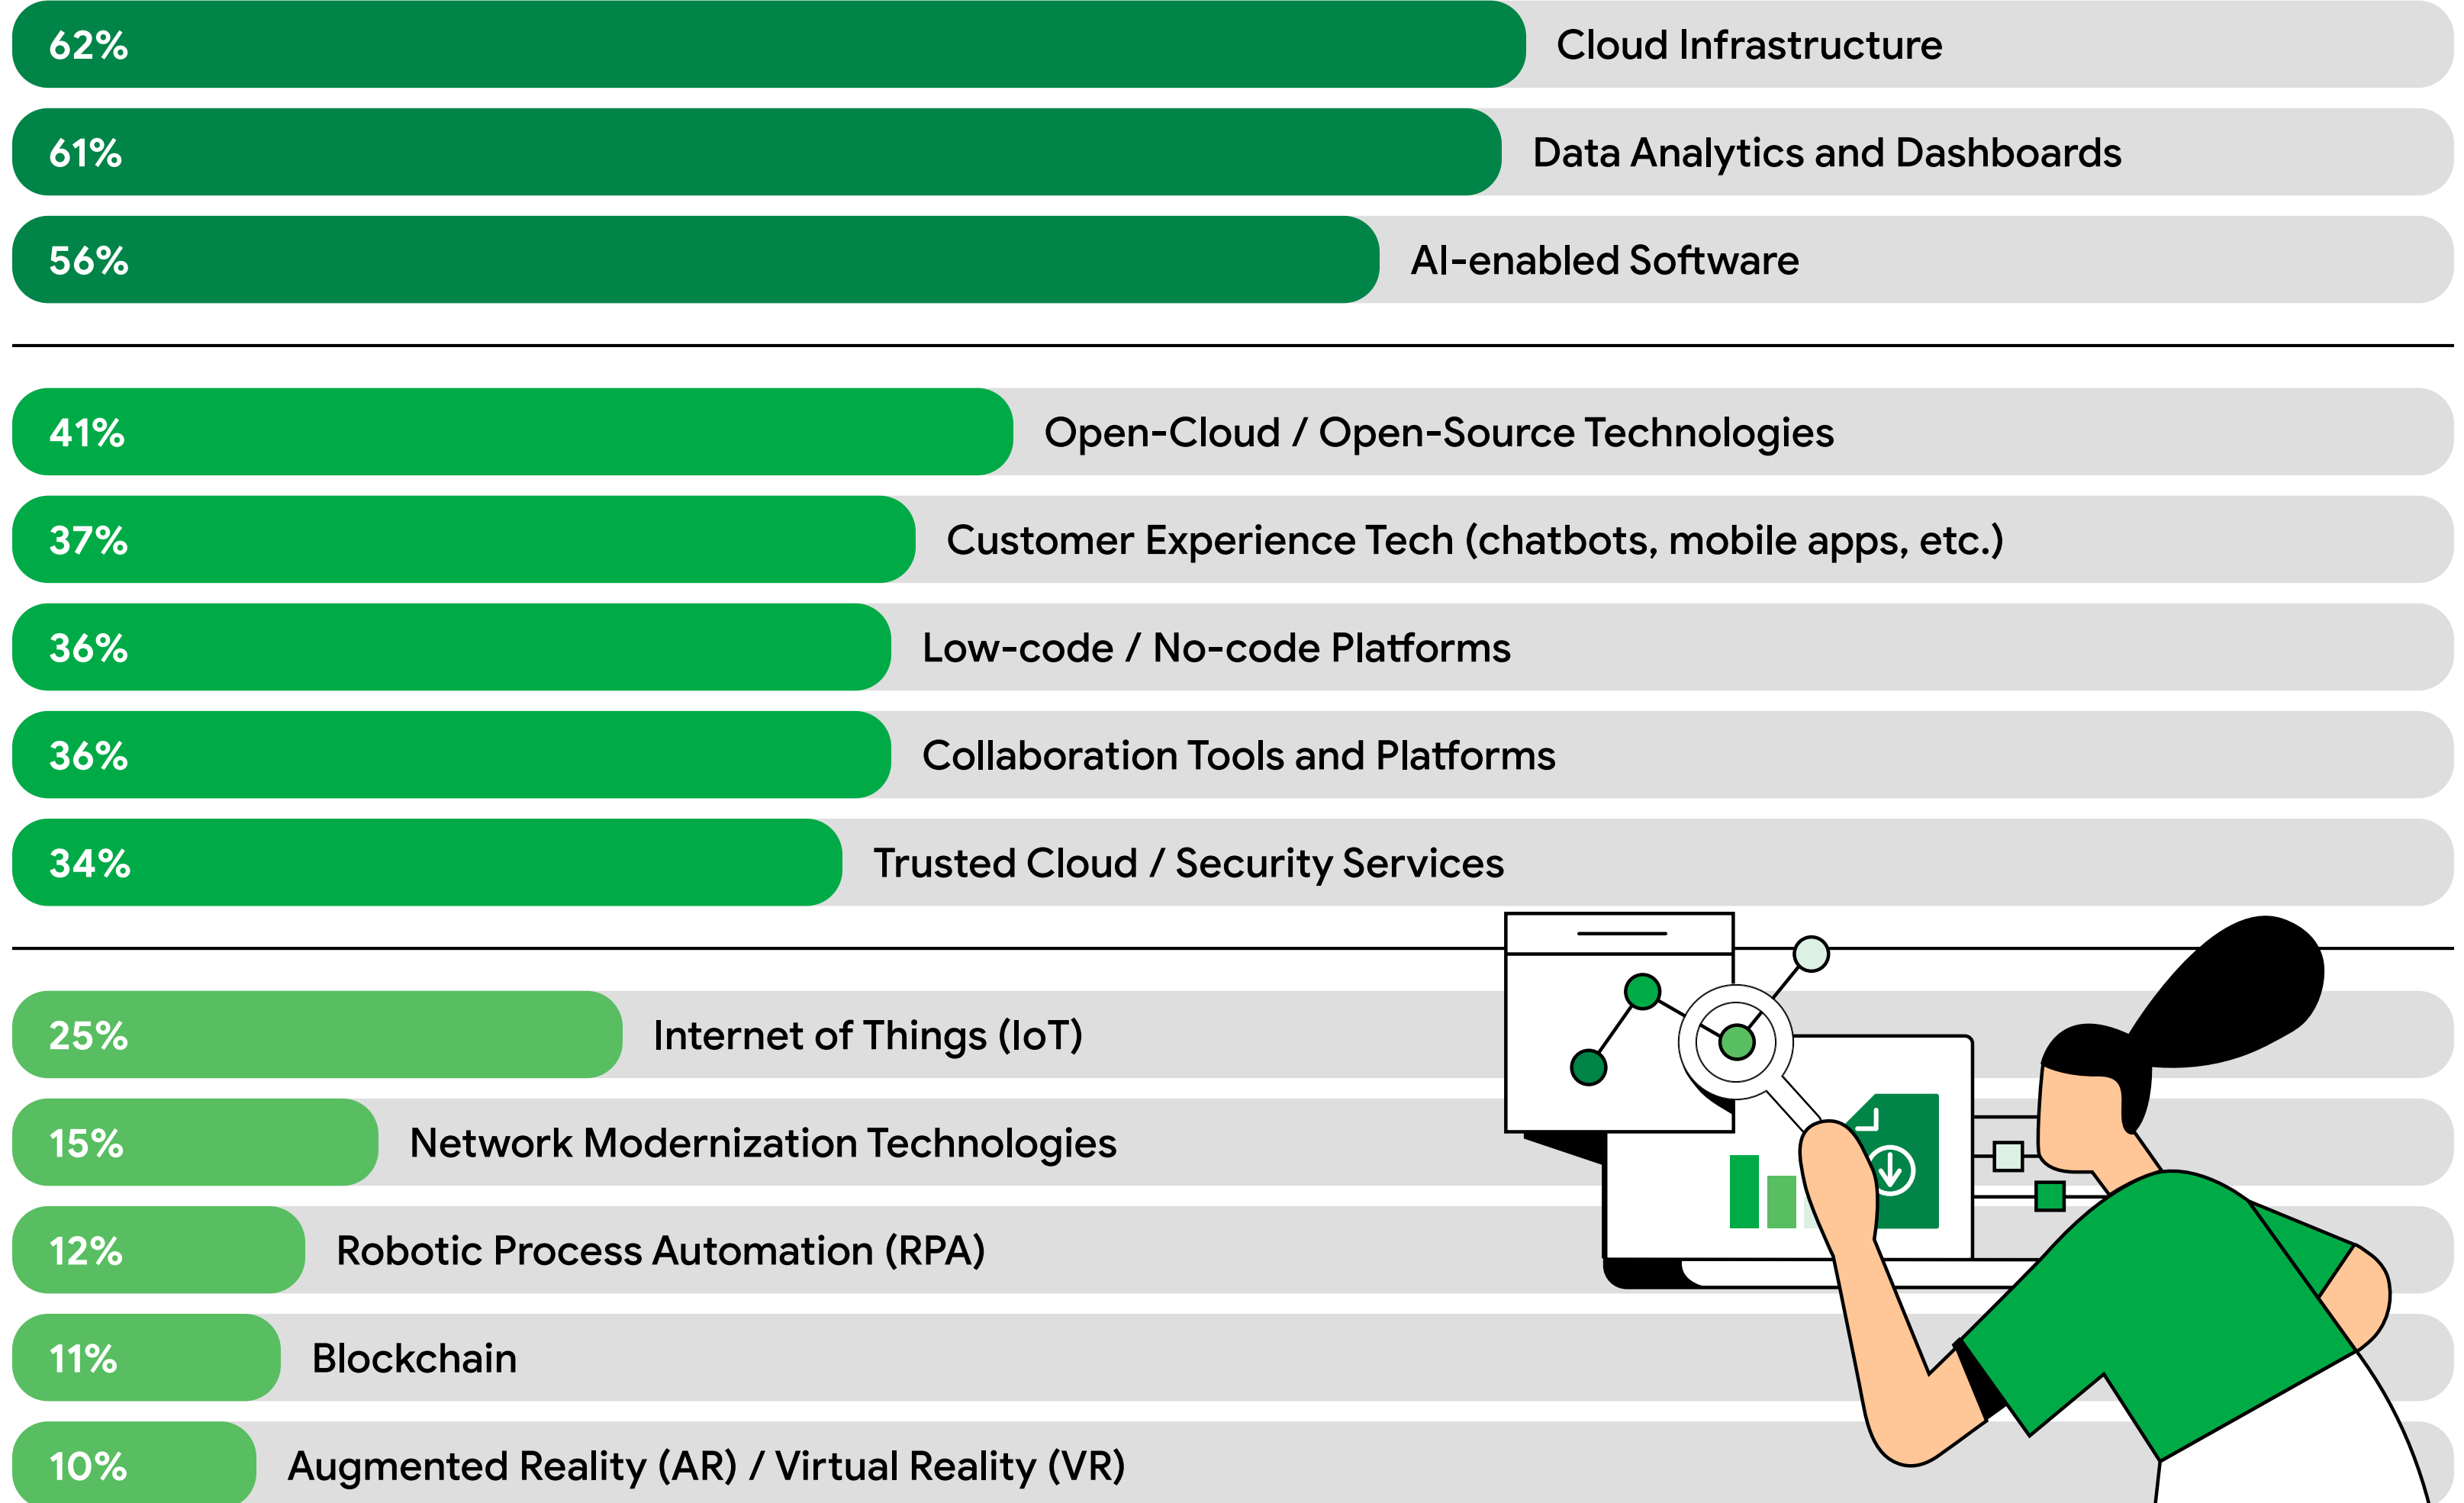 62% Cloud Infrastructure
61% Data Analytics and Dashboards
56% AI-enabled Software
41% Open-Cloud / Open-Source Technologies
37% Customer Experience Tech (chatbots, mobile apps, etc.)
36% Low-code / No-code Platforms
36% Collaboration Tools and Platforms
34% Trusted Cloud / Security Services
25% Internet of Things (IoT)
15% Network Modernization Technologies
12% Robotic Process Automation (RPA)
11% Blockchain
10% Augmented Reality (AR) / Virtual Reality (VR)